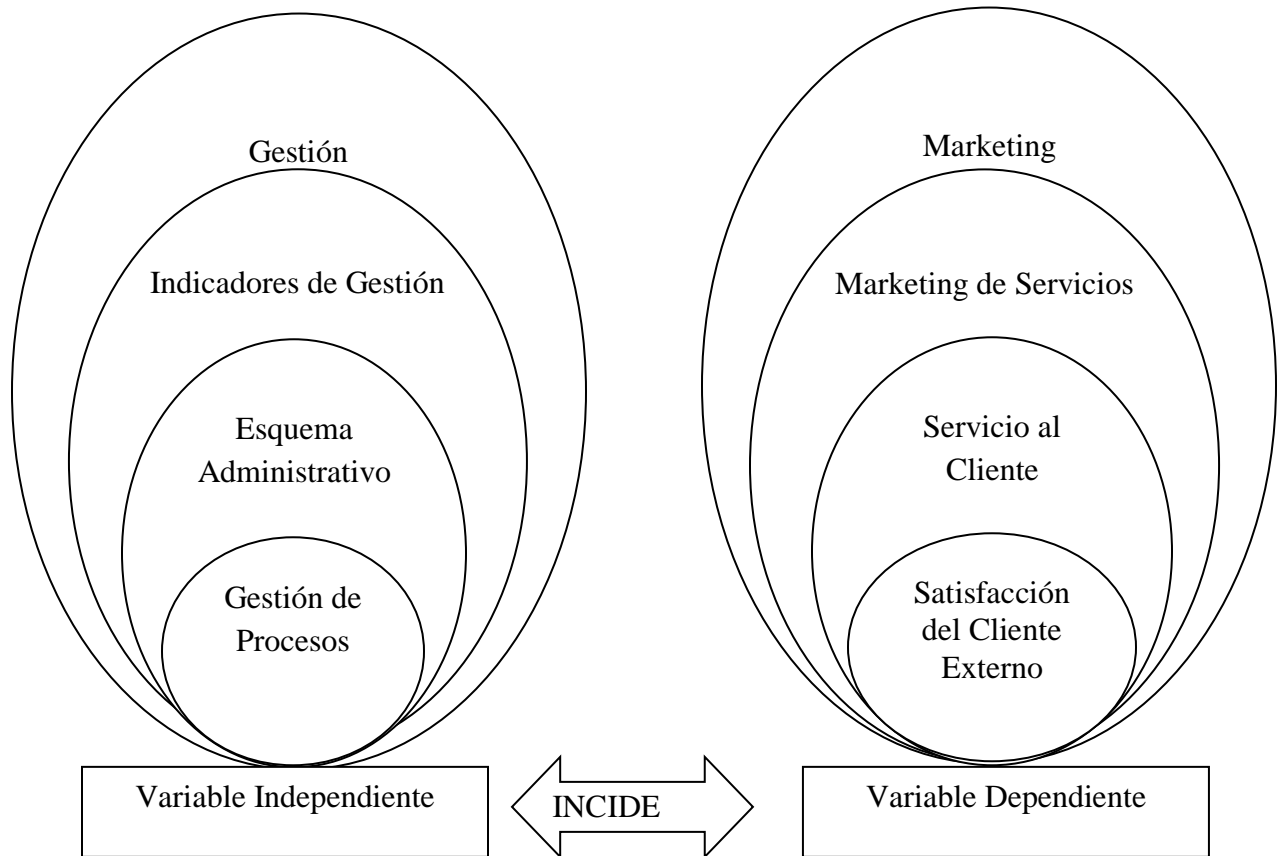 Gestión
Indicadores de Gestión
Esquema
Administrativo
Gestión de
Procesos
Variable Independiente
INCIDE
Marketing
Marketing de Servicios
Servicio al
Cliente
Satisfacción
del Cliente
Externo
Variable Dependiente